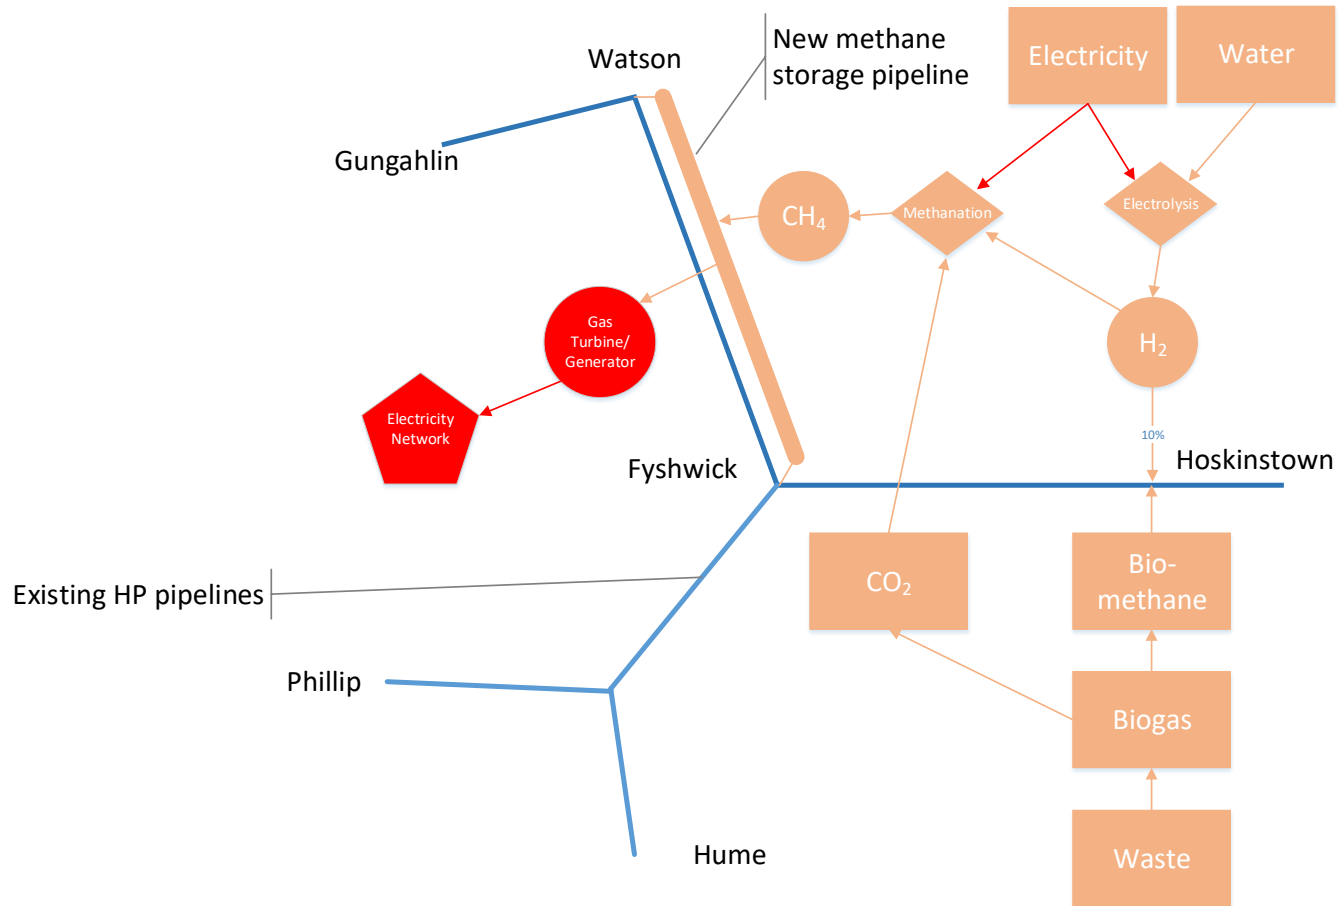 New methane
storage pipeline
Watson
Electricity
Water
Gungahlin
CH₄
Methanation
Electrolysis
Gas
Turbine/
Generator
H₂
Electricity
Network
10%
Fyshwick
Hoskinstown
Existing HP pipelines
CO₂
Bio-
methane
Phillip
Biogas
Hume
Waste